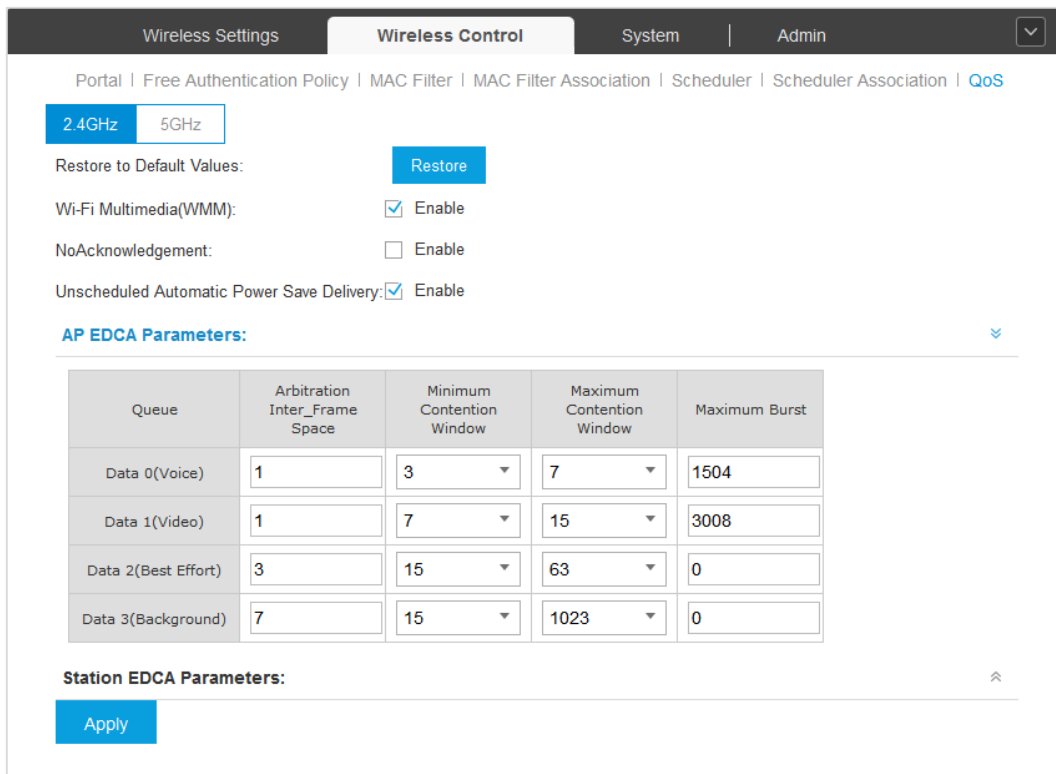 Wireless Settings Wireless Control System | Admin
Portal | Free Authentication Policy | MAC Filter | MAC Filter Association | Scheduler | Scheduler Association | QoS
2.4GHz 5GHz
Restore to Default Values: Restore
Wi-Fi Multimedia(WMM): Enable
NoAcknowledgement: Enable
Unscheduled Automatic Power Save Delivery: Enable
AP EDCA Parameters:
Queue Arbitration Inter_Frame Space Minimum Contention Window Maximum Contention Window Maximum Burst
Data 0(Voice) 1 3 7 1504
Data 1(Video) 1 7 15 3008
Data 2(Best Effort) 3 15 63 0
Data 3(Background) 7 15 1023 0
Station EDCA Parameters:
Apply